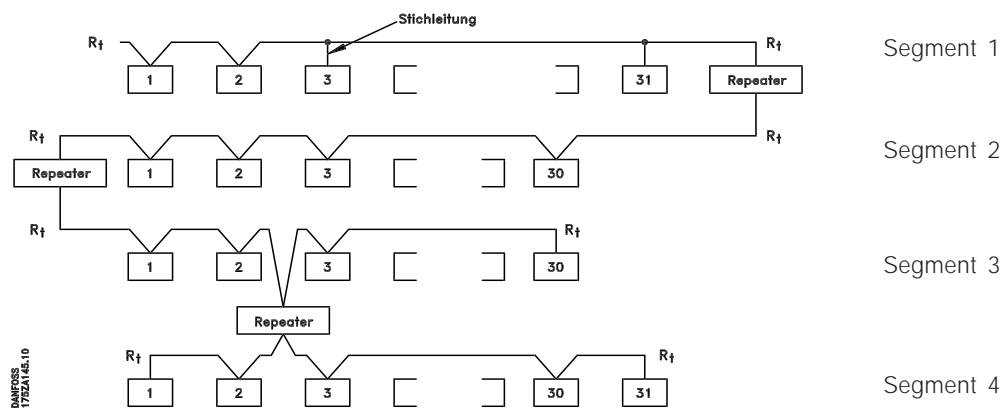 Stichleitung
Rt Rt Segment 1
1 2 3 31 Repeater
Rt Rt Segment 2
Repeater 1 2 3 30
Rt Rt Segment 3
1 2 3 30
Repeater
Rt Rt
1 2 3 30 31 Segment 4
DANFOSS
175ZA145.10